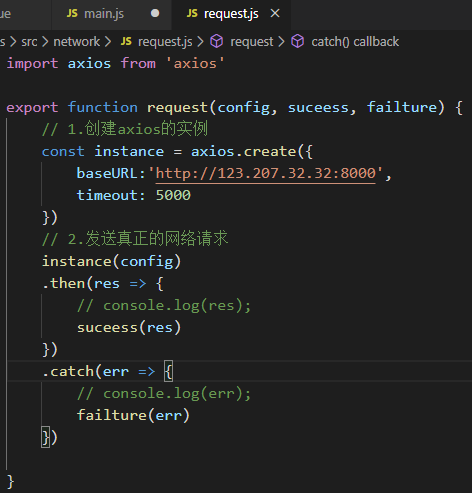 ue JS main.js ● JS request.js ×
s > src > network > JS request.js > request > catch() callback
import axios from 'axios'
export function request(config, suceess, failture) {
// 1.创建axios的实例
const instance = axios.create({
baseURL:'http://123.207.32.32:8000',
timeout: 5000
})
// 2.发送真正的网络请求
instance(config)
.then(res => {
// console.log(res);
suceess(res)
})
.catch(err => {
// console.log(err);
failture(err)
})
}